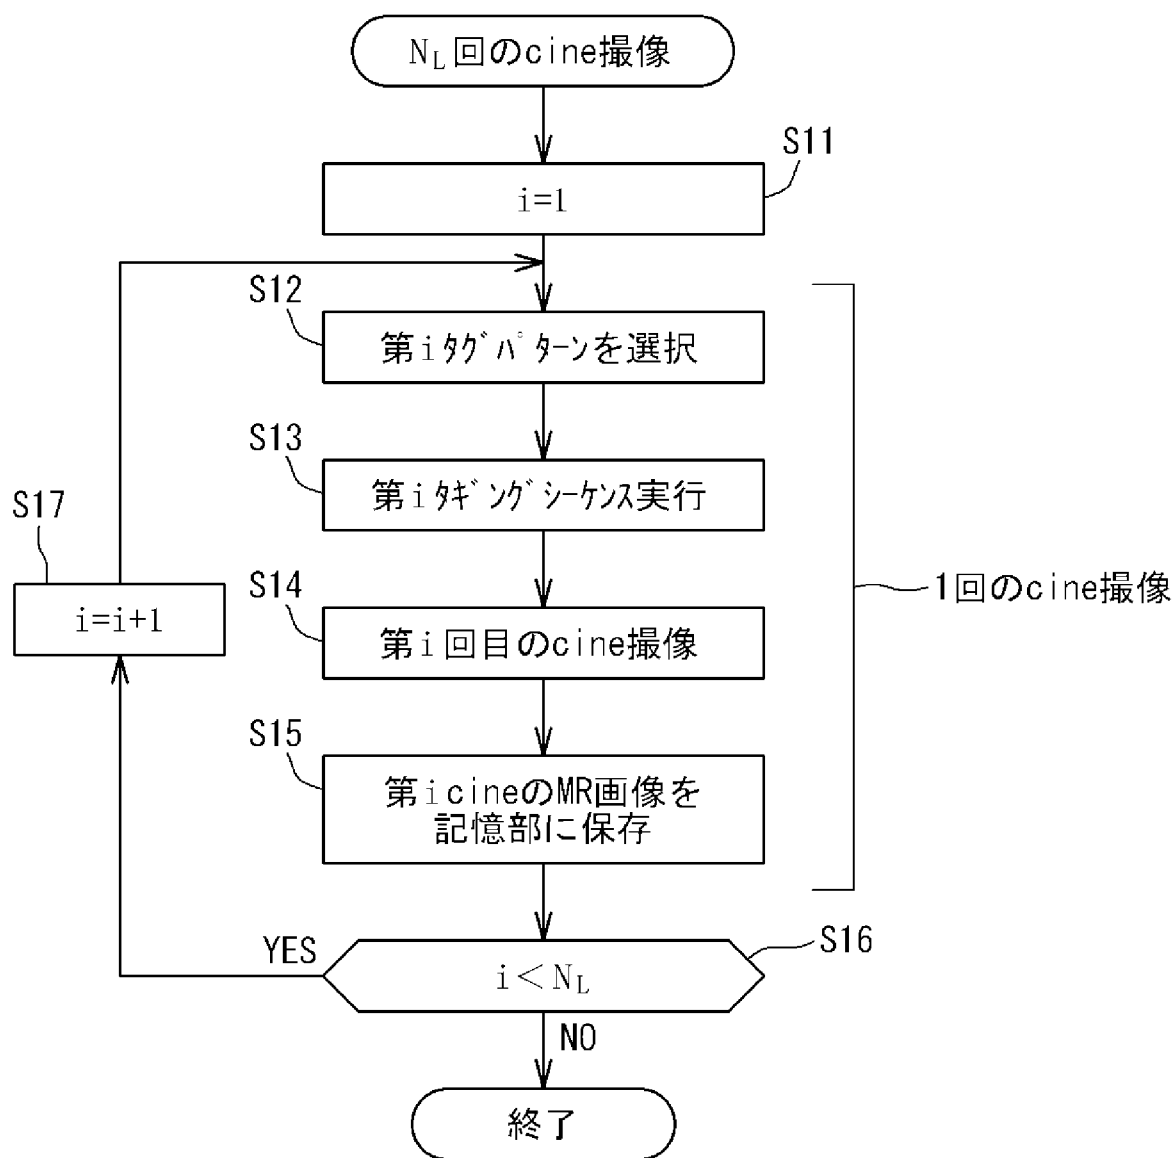 N_L回のcine撮像
S11
i=1
S12
第iﾀｸﾞﾊﾟﾀｰﾝを選択
S13
第iﾀｷﾞﾝｸﾞｼｰｹﾝｽ実行
S17
i=i+1
S14
第i回目のcine撮像
1回のcine撮像
S15
第icineのMR画像を
記憶部に保存
YES
S16
i＜N_L
NO
終了